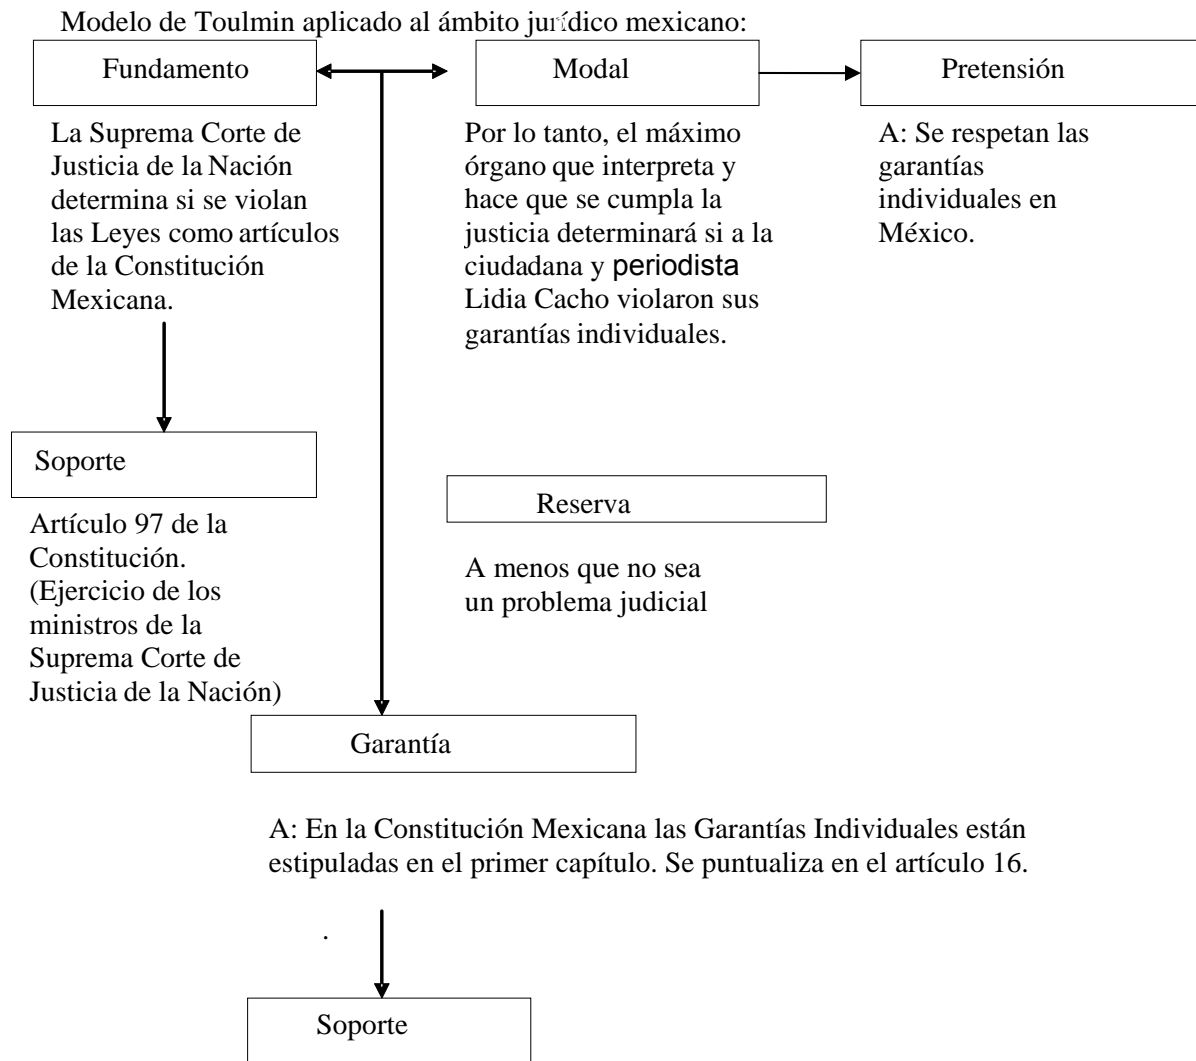 Modelo de Toulmin aplicado al ámbito jurídico mexicano:
Fundamento
Modal
Pretensión
La Suprema Corte de
Justicia de la Nación
determina si se violan
las Leyes como artículos
de la Constitución
Mexicana.
Por lo tanto, el máximo
órgano que interpreta y
hace que se cumpla la
justicia determinará si a la
ciudadana y periodista
Lidia Cacho violaron sus
garantías individuales.
A: Se respetan las
garantías
individuales en
México.
Soporte
Artículo 97 de la
Constitución.
(Ejercicio de los
ministros de la
Suprema Corte de
Justicia de la Nación)
Reserva
A menos que no sea
un problema judicial
Garantía
A: En la Constitución Mexicana las Garantías Individuales están
estipuladas en el primer capítulo. Se puntualiza en el artículo 16.
.
Soporte